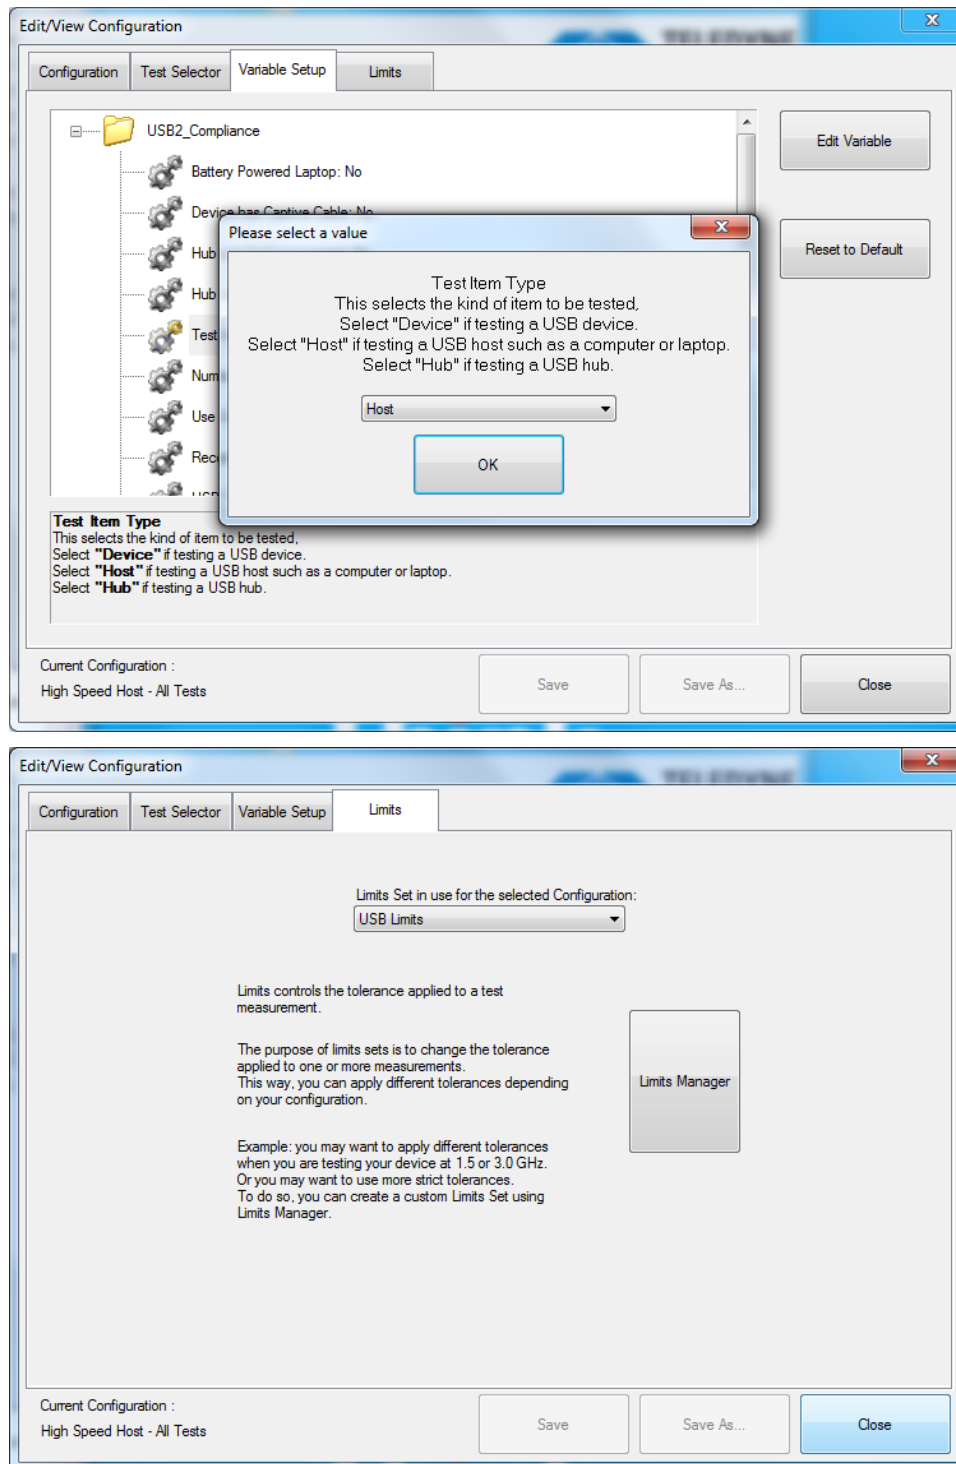 Edit/View Configuration
TELEDYNE
Configuration Test Selector Variable Setup Limits
USB2_Compliance
Battery Powered Laptop: No
Device has Captive Cable: No
Hub
Hub
Test
Num
Use
Rec
Edit Variable
Reset to Default
Please select a value
Test Item Type
This selects the kind of item to be tested,
Select "Device" if testing a USB device.
Select "Host" if testing a USB host such as a computer or laptop.
Select "Hub" if testing a USB hub.
Host
OK
Test Item Type
This selects the kind of item to be tested,
Select "Device" if testing a USB device.
Select "Host" if testing a USB host such as a computer or laptop.
Select "Hub" if testing a USB hub.
Current Configuration :
High Speed Host - All Tests
Save Save As... Close
Edit/View Configuration
TELEDYNE
Configuration Test Selector Variable Setup Limits
Limits Set in use for the selected Configuration:
USB Limits
Limits controls the tolerance applied to a test
measurement.
The purpose of limits sets is to change the tolerance
applied to one or more measurements.
This way, you can apply different tolerances depending
on your configuration.
Example: you may want to apply different tolerances
when you are testing your device at 1.5 or 3.0 GHz.
Or you may want to use more strict tolerances.
To do so, you can create a custom Limits Set using
Limits Manager.
Limits Manager
Current Configuration :
High Speed Host - All Tests
Save Save As... Close